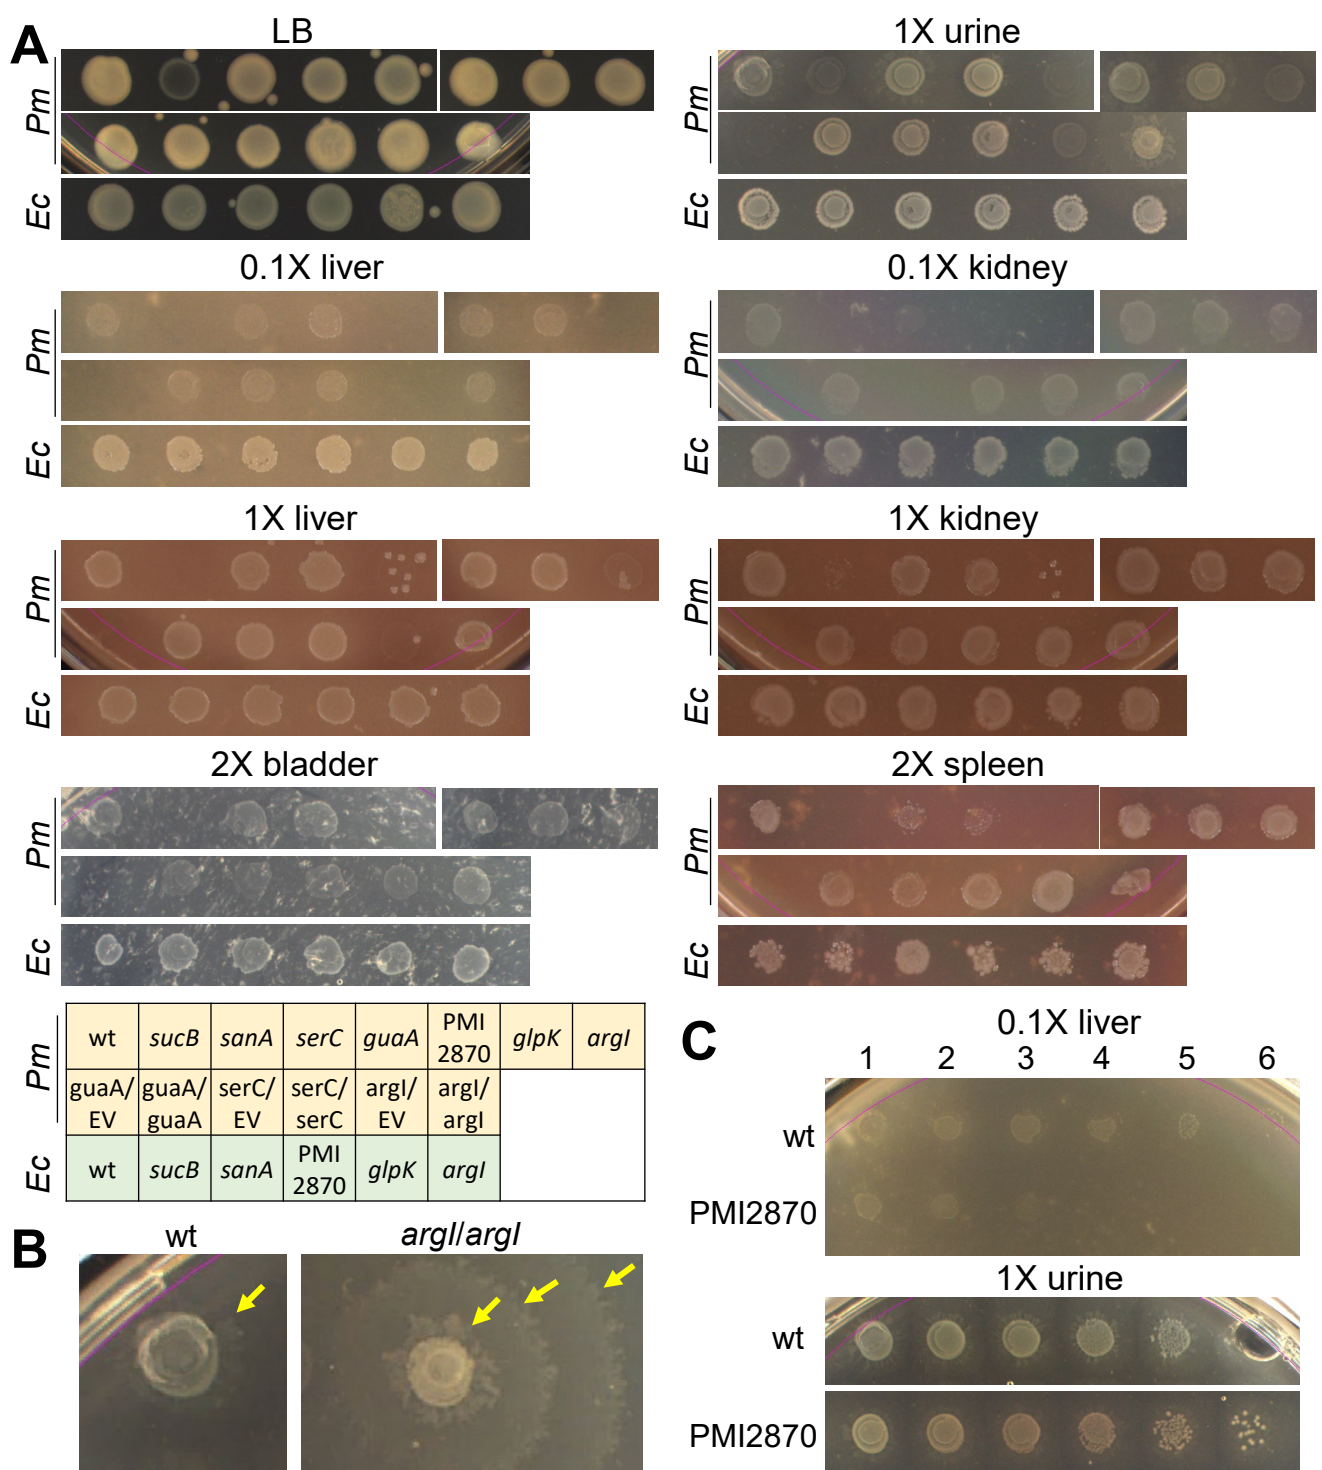 A
LB
Pm
Ec
1X urine
Pm
Ec
0.1X liver
Pm
Ec
0.1X kidney
Pm
Ec
1X liver
Pm
Ec
1X kidney
Pm
Ec
2X bladder
Pm
Ec
2X spleen
Pm
Ec
Pm
wt sucB sanA serC guaA PMI 2870 glpK argI
guaA/EV guaA/guaA serC/EV serC/serC argI/EV argI/argI
Ec
wt sucB sanA PMI 2870 glpK argI
B
wt
argI/argI
C
0.1X liver
1 2 3 4 5 6
wt
PMI2870
1X urine
wt
PMI2870